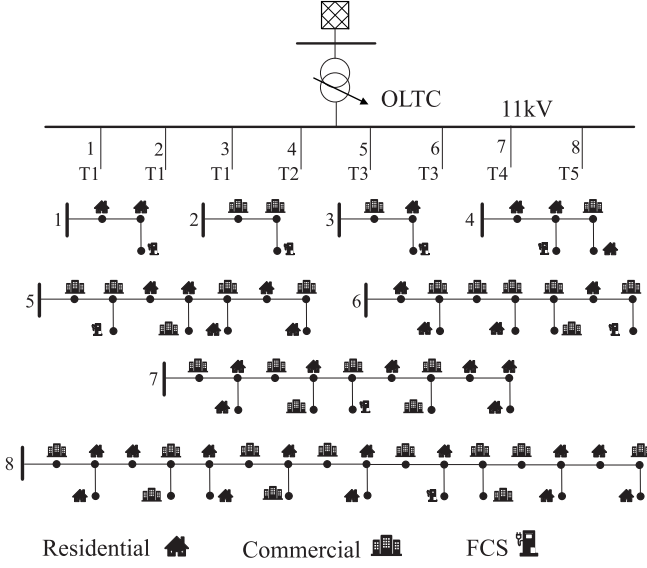 OLTC
11kV
1 2 3 4 5 6 7 8
T1 T1 T1 T2 T3 T3 T4 T5
1 2 3 4
5 6
7
8
Residential Commercial FCS